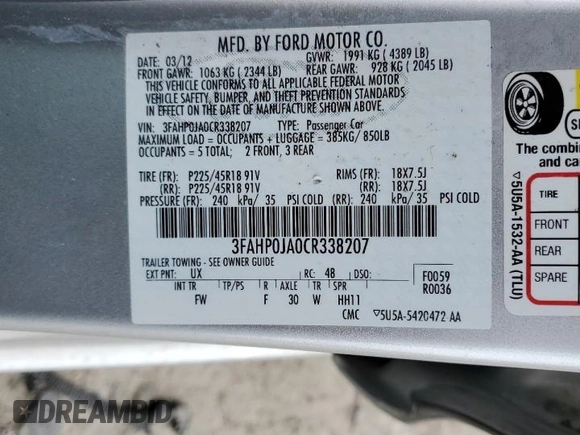 MFD. BY FORD MOTOR CO.
DATE: 03/12 GVWR: 1991 KG ( 4389 LB)
FRONT GAWR: 1063 KG ( 2344 LB) REAR GAWR: 928 KG ( 2045 LB)
THIS VEHICLE CONFORMS TO ALL APPLICABLE FEDERAL MOTOR
VEHICLE SAFETY, BUMPER, AND THEFT PREVENTION STANDARDS
IN EFFECT ON THE DATE OF MANUFACTURE SHOWN ABOVE.
VIN: 3FAHP0JA0CR338207 TYPE: Passenger Car
MAXIMUM LOAD = OCCUPANTS + LUGGAGE = 385KG/ 850LB
OCCUPANTS = 5 TOTAL; 2 FRONT, 3 REAR
TIRE (FR): P225/45R18 91V RIMS (FR): 18X7.5J
(RR): P225/45R18 91V (RR): 18X7.5J
PRESSURE (FR): 240 kPa/ 35 PSI COLD (RR): 240 kPa/ 35 PSI COLD
3FAHP0JA0CR338207
TRAILER TOWING - SEE OWNER GUIDE
EXT PNT: UX RC: 48 DSO: F0059
INT TR TP/PS R AXLE TR SPR R0036
FW F 30 W HH11
CMC ▽5U5A-5420472 AA
The combin
and ca
▽5U5A-1532-AA (TLU)
TIRE
FRONT
REAR
SPARE
DREAMBID